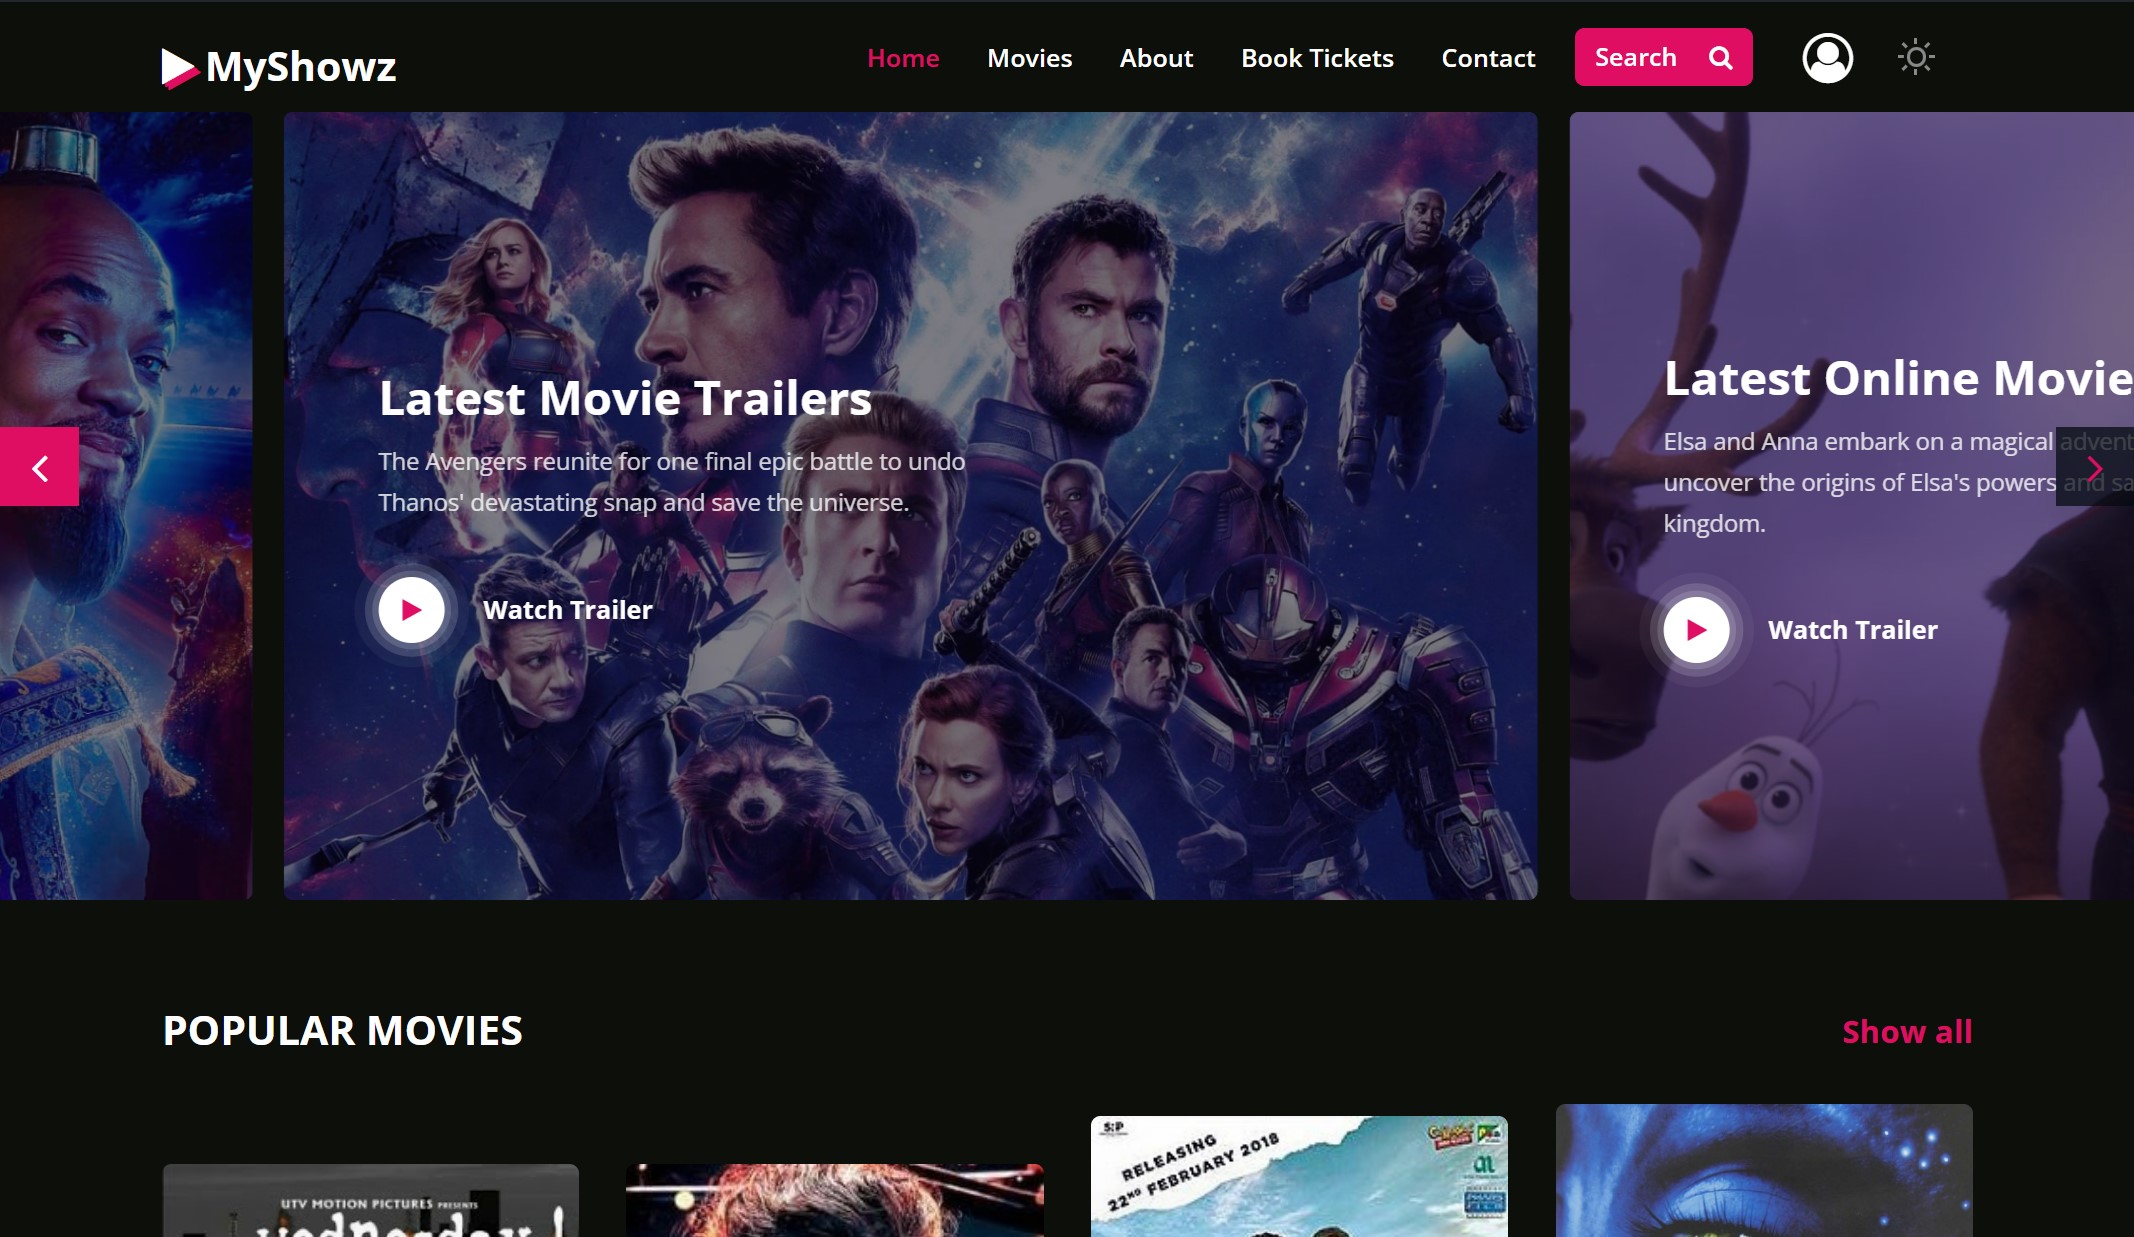 MyShowz
Home
Movies
About
Book Tickets
Contact
Search
Latest Movie Trailers
The Avengers reunite for one final epic battle to undo
Thanos' devastating snap and save the universe.
Watch Trailer
Latest Online Movie
Elsa and Anna embark on a magical advent
uncover the origins of Elsa's powers and sa
kingdom.
Watch Trailer
POPULAR MOVIES
Show all
UTV MOTION PICTURES PRESENTS
RELEASING
22ND FEBRUARY 2018